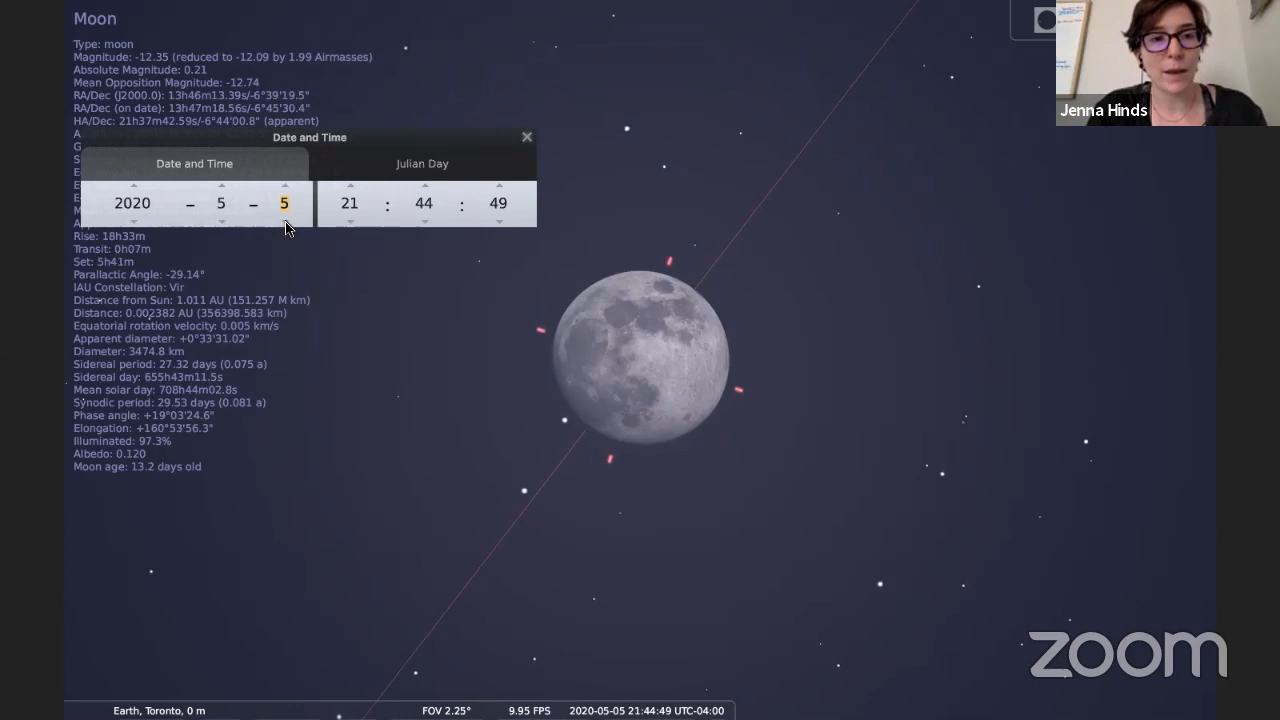 Moon
Type: moon
Magnitude: -12.35 (reduced to -12.09 by 1.99 Airmasses)
Absolute Magnitude: 0.21
Mean Opposition Magnitude: -12.74
RA/Dec (J2000.0): 13h46m13.39s/-6°39'19.5"
RA/Dec (on date): 13h47m18.56s/-6°45'30.4"
HA/Dec: 21h37m42.59s/-6°44'00.8" (apparent)
Date and Time
Date and Time Julian Day
2020 - 5 - 5 21 : 44 : 49
Rise: 18h33m
Transit: 0h07m
Set: 5h41m
Parallactic Angle: -29.14°
IAU Constellation: Vir
Distance from Sun: 1.011 AU (151.257 M km)
Distance: 0.002382 AU (356398.583 km)
Equatorial rotation velocity: 0.005 km/s
Apparent diameter: +0°33'31.02"
Diameter: 3474.8 km
Sidereal period: 27.32 days (0.075 a)
Sidereal day: 655h43m11.5s
Mean solar day: 708h44m02.8s
Synodic period: 29.53 days (0.081 a)
Phase angle: +19°03'24.6"
Elongation: +160°53'56.3"
Illuminated: 97.3%
Albedo: 0.120
Moon age: 13.2 days old
Jenna Hinds
zoom
Earth, Toronto, 0 m FOV 2.25° 9.95 FPS 2020-05-05 21:44:49 UTC-04:00